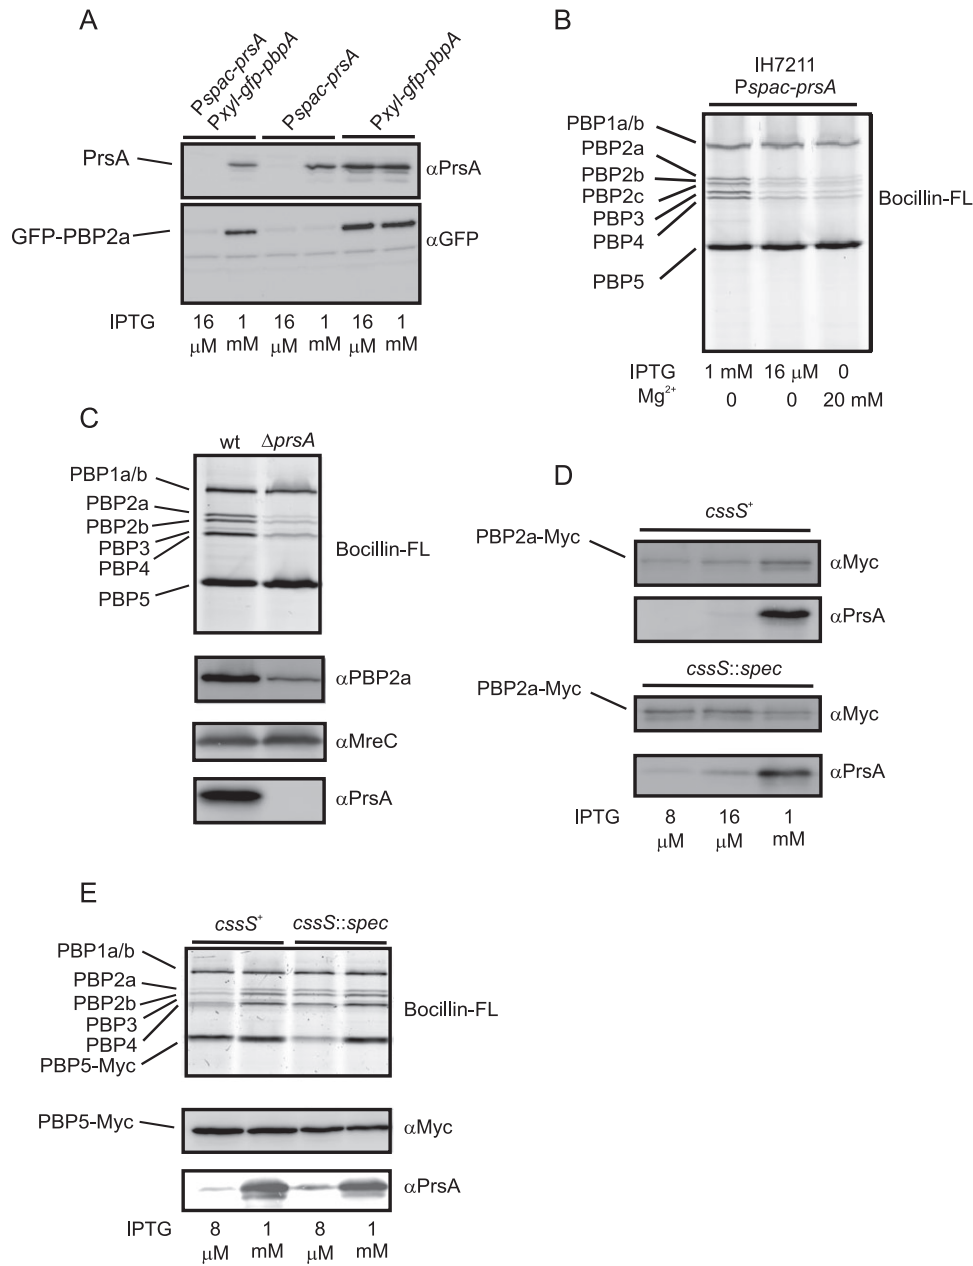 A
Pspac-prsA
Pxyl-gfp-pbpA
Pspac-prsA
Pxyl-gfp-pbpA
PrsA
αPrsA
GFP-PBP2a
αGFP
IPTG 16 1 16 1 16 1
μM mM μM mM μM mM
B
IH7211
Pspac-prsA
PBP1a/b
PBP2a
PBP2b
PBP2c
PBP3
PBP4
PBP5
Bocillin-FL
IPTG 1 mM 16 μM 0
Mg²⁺ 0 0 20 mM
C
wt ΔprsA
PBP1a/b
PBP2a
PBP2b
PBP3
PBP4
PBP5
Bocillin-FL
αPBP2a
αMreC
αPrsA
D
cssS⁺
PBP2a-Myc
αMyc
αPrsA
cssS::spec
PBP2a-Myc
αMyc
αPrsA
IPTG 8 16 1
μM μM mM
E
cssS⁺ cssS::spec
PBP1a/b
PBP2a
PBP2b
PBP3
PBP4
PBP5-Myc
Bocillin-FL
PBP5-Myc
αMyc
αPrsA
IPTG 8 1 8 1
μM mM μM mM